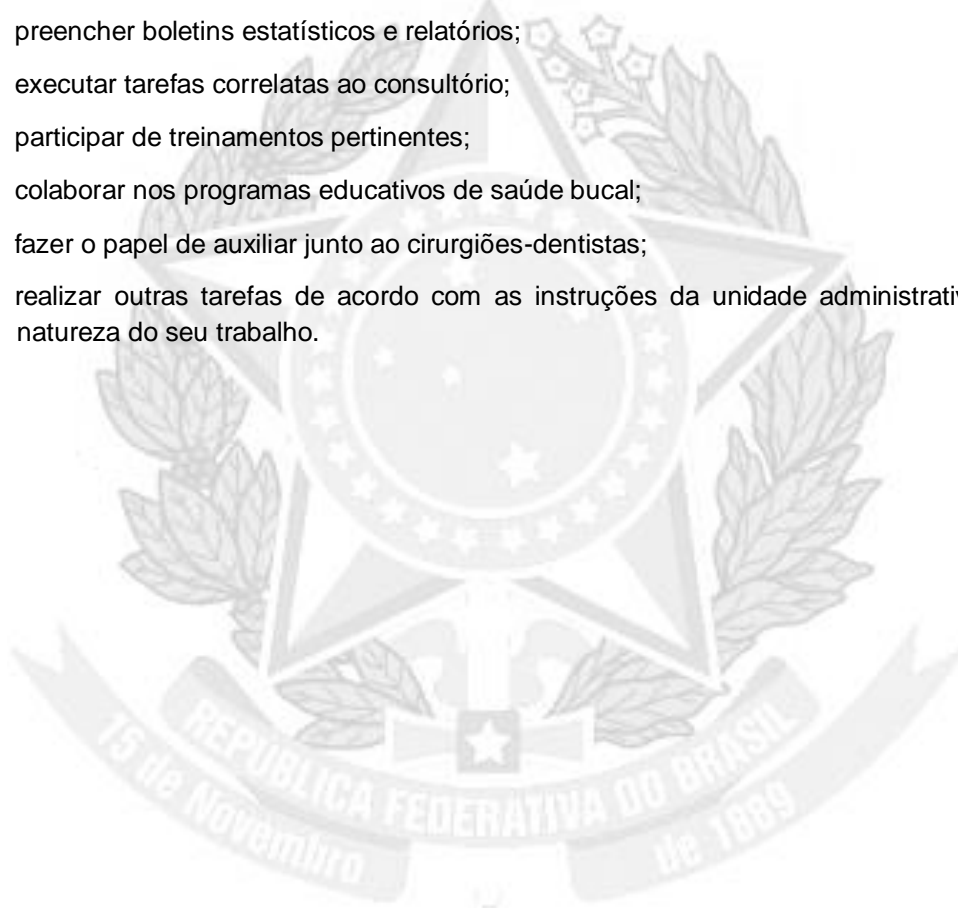 preencher boletins estatísticos e relatórios;
executar tarefas correlatas ao consultório;
participar de treinamentos pertinentes;
colaborar nos programas educativos de saúde bucal;
fazer o papel de auxiliar junto ao cirurgiões-dentistas;
realizar outras tarefas de acordo com as instruções da unidade
natureza do seu trabalho.
REPÚBLICA FEDERATIVA DO BRASIL
15 de Novembro de 1889